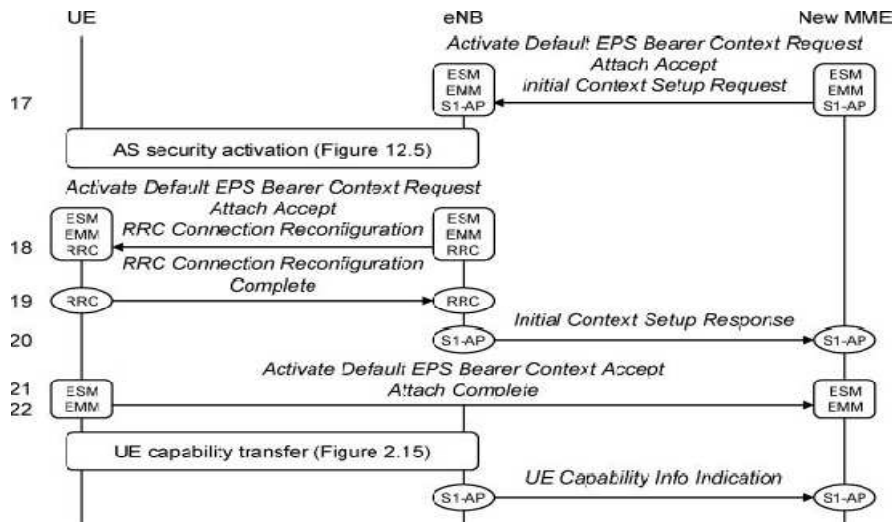 UE
eNB
New MME
Activate Default EPS Bearer Context Request
Attach Accept
Initial Context Setup Request
ESM
EMM
S1-AP
ESM
EMM
S1-AP
17
AS security activation (Figure 12.5)
Activate Default EPS Bearer Context Request
Attach Accept
RRC Connection Reconfiguration
ESM
EMM
RRC
ESM
EMM
RRC
18
RRC Connection Reconfiguration
Complete
19
RRC
RRC
Initial Context Setup Response
20
S1-AP
S1-AP
Activate Default EPS Bearer Context Accept
Attach Complete
21
22
ESM
EMM
ESM
EMM
UE capability transfer (Figure 2.15)
UE Capability Info Indication
S1-AP
S1-AP